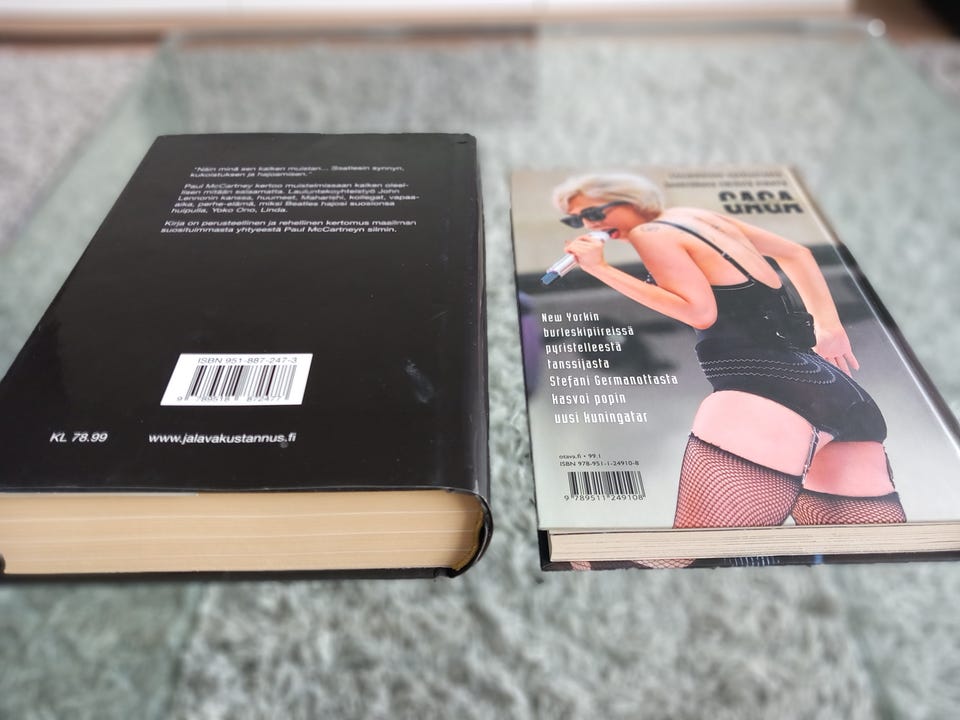 "Näin minä sen kaiken muistan... Beatlesin synnyn,
kukoistuksen ja hajoamisen."
Paul McCartney kertoo muistelmissaan kaiken oleel-
lisen mitään salaamatta. Lauluntekoyhteistyö John
Lennonin kanssa, huumeet, Maharishi, kollegat, vapaa-
aika, perhe-elämä, miksi Beatles hajosi suosionsa
huipulla, Yoko Ono, Linda.
Kirja on perusteellinen ja rehellinen kertomus maailman
suosituimmasta yhtyeestä Paul McCartneyn silmin.
ISBN 951-887-247-3
9 789518 872477
KL 78.99
www.jalavakustannus.fi
GAGA
New Yorkin
burleskipiireissä
pyristelleestä
tanssijasta
Stefani Germanottasta
kasvoi popin
uusi kuningatar
otava.fi • 99.1
ISBN 978-951-1-24910-8
9 789511 249108